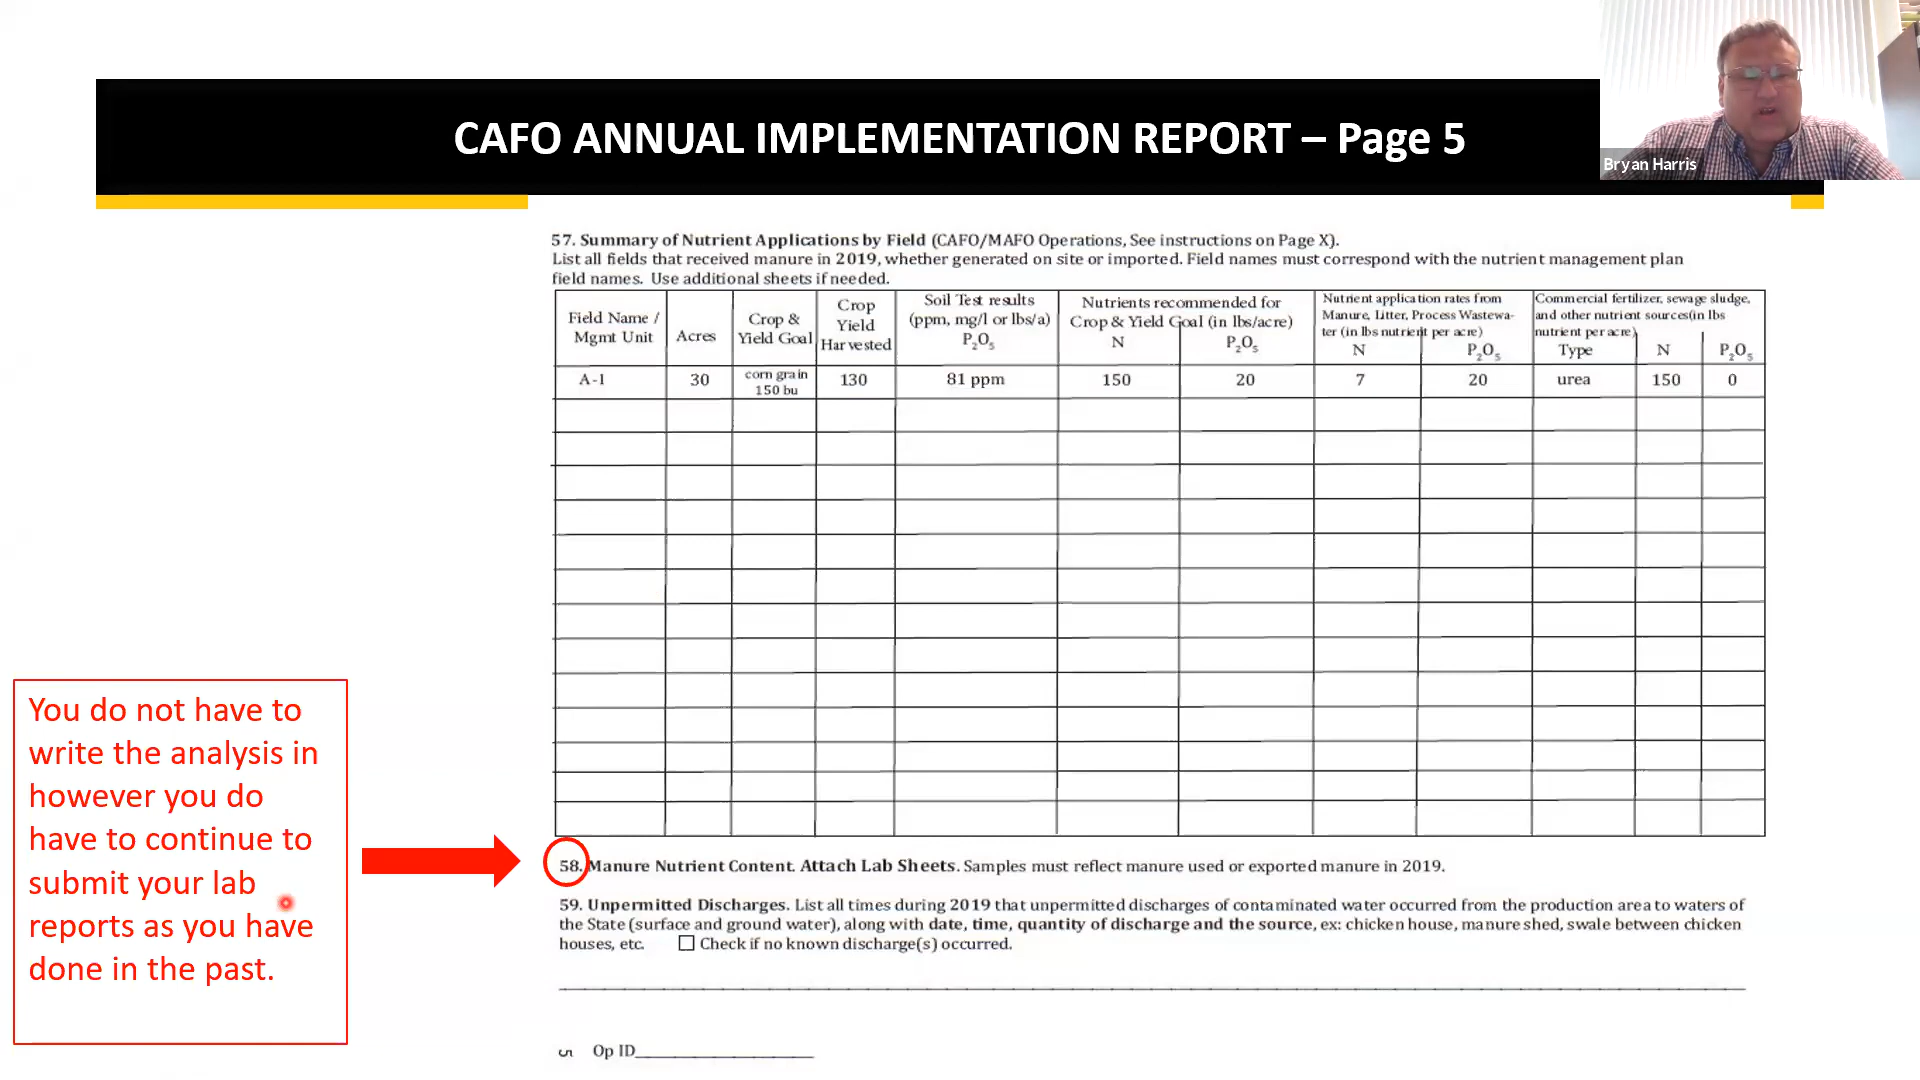 CAFO ANNUAL IMPLEMENTATION REPORT – Page 5
Bryan Harris
57. Summary of Nutrient Applications by Field (CAFO/MAFO Operations, See instructions on Page X).
List all fields that received manure in 2019, whether generated on site or imported. Field names must correspond with the nutrient management plan
field names. Use additional sheets if needed.
Field Name /
Mgmt Unit
Acres
Crop &
Yield Goal
Crop
Yield
Harvested
Soil Test results
(ppm, mg/l or lbs/a)
P₂O₅
Nutrients recommended for
Crop & Yield Goal (in lbs/acre)
N P₂O₅
Nutrient application rates from
Manure, Litter, Process Wastewa-
ter (in lbs nutrient per acre)
N P₂O₅
Commercial fertilizer, sewage sludge,
and other nutrient sources(in lbs
nutrient per acre)
Type N P₂O₅
A-1 30 corn grain 130 81 ppm 150 20 7 20 urea 150 0
150 bu
You do not have to
write the analysis in
however you do
have to continue to
submit your lab
reports as you have
done in the past.
58. Manure Nutrient Content. Attach Lab Sheets. Samples must reflect manure used or exported manure in 2019.
59. Unpermitted Discharges. List all times during 2019 that unpermitted discharges of contaminated water occurred from the production area to waters of
the State (surface and ground water), along with date, time, quantity of discharge and the source, ex: chicken house, manure shed, swale between chicken
houses, etc. Check if no known discharge(s) occurred.
5 Op ID